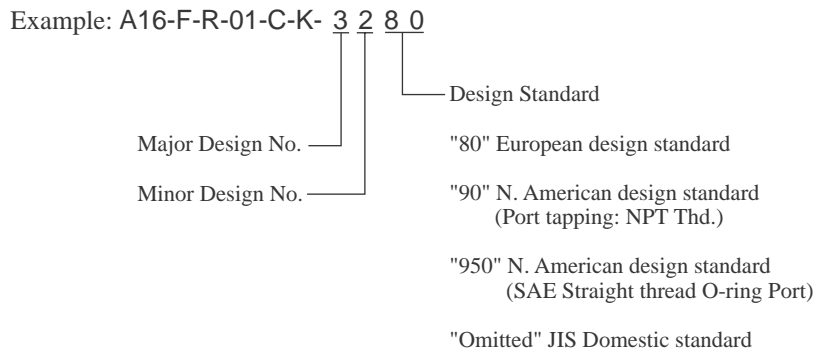 Example: A16-F-R-01-C-K- 3 2 8 0
Design Standard
Major Design No.
"80" European design standard
Minor Design No.
"90" N. American design standard
(Port tapping: NPT Thd.)
"950" N. American design standard
(SAE Straight thread O-ring Port)
"Omitted" JIS Domestic standard